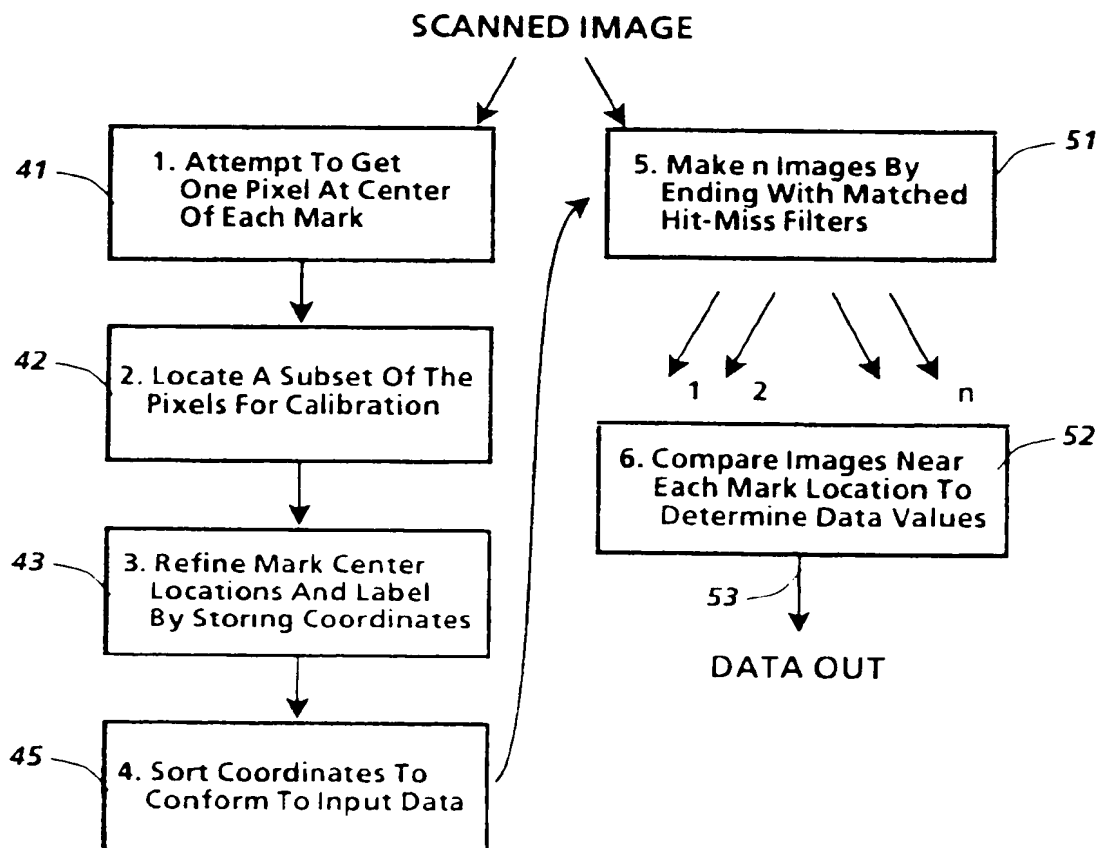 SCANNED IMAGE
41
1. Attempt To Get
One Pixel At Center
Of Each Mark
42
2. Locate A Subset Of The
Pixels For Calibration
43
3. Refine Mark Center
Locations And Label
By Storing Coordinates
45
4. Sort Coordinates To
Conform To Input Data
51
5. Make n Images By
Ending With Matched
Hit-Miss Filters
1 2 n
52
6. Compare Images Near
Each Mark Location To
Determine Data Values
53
DATA OUT